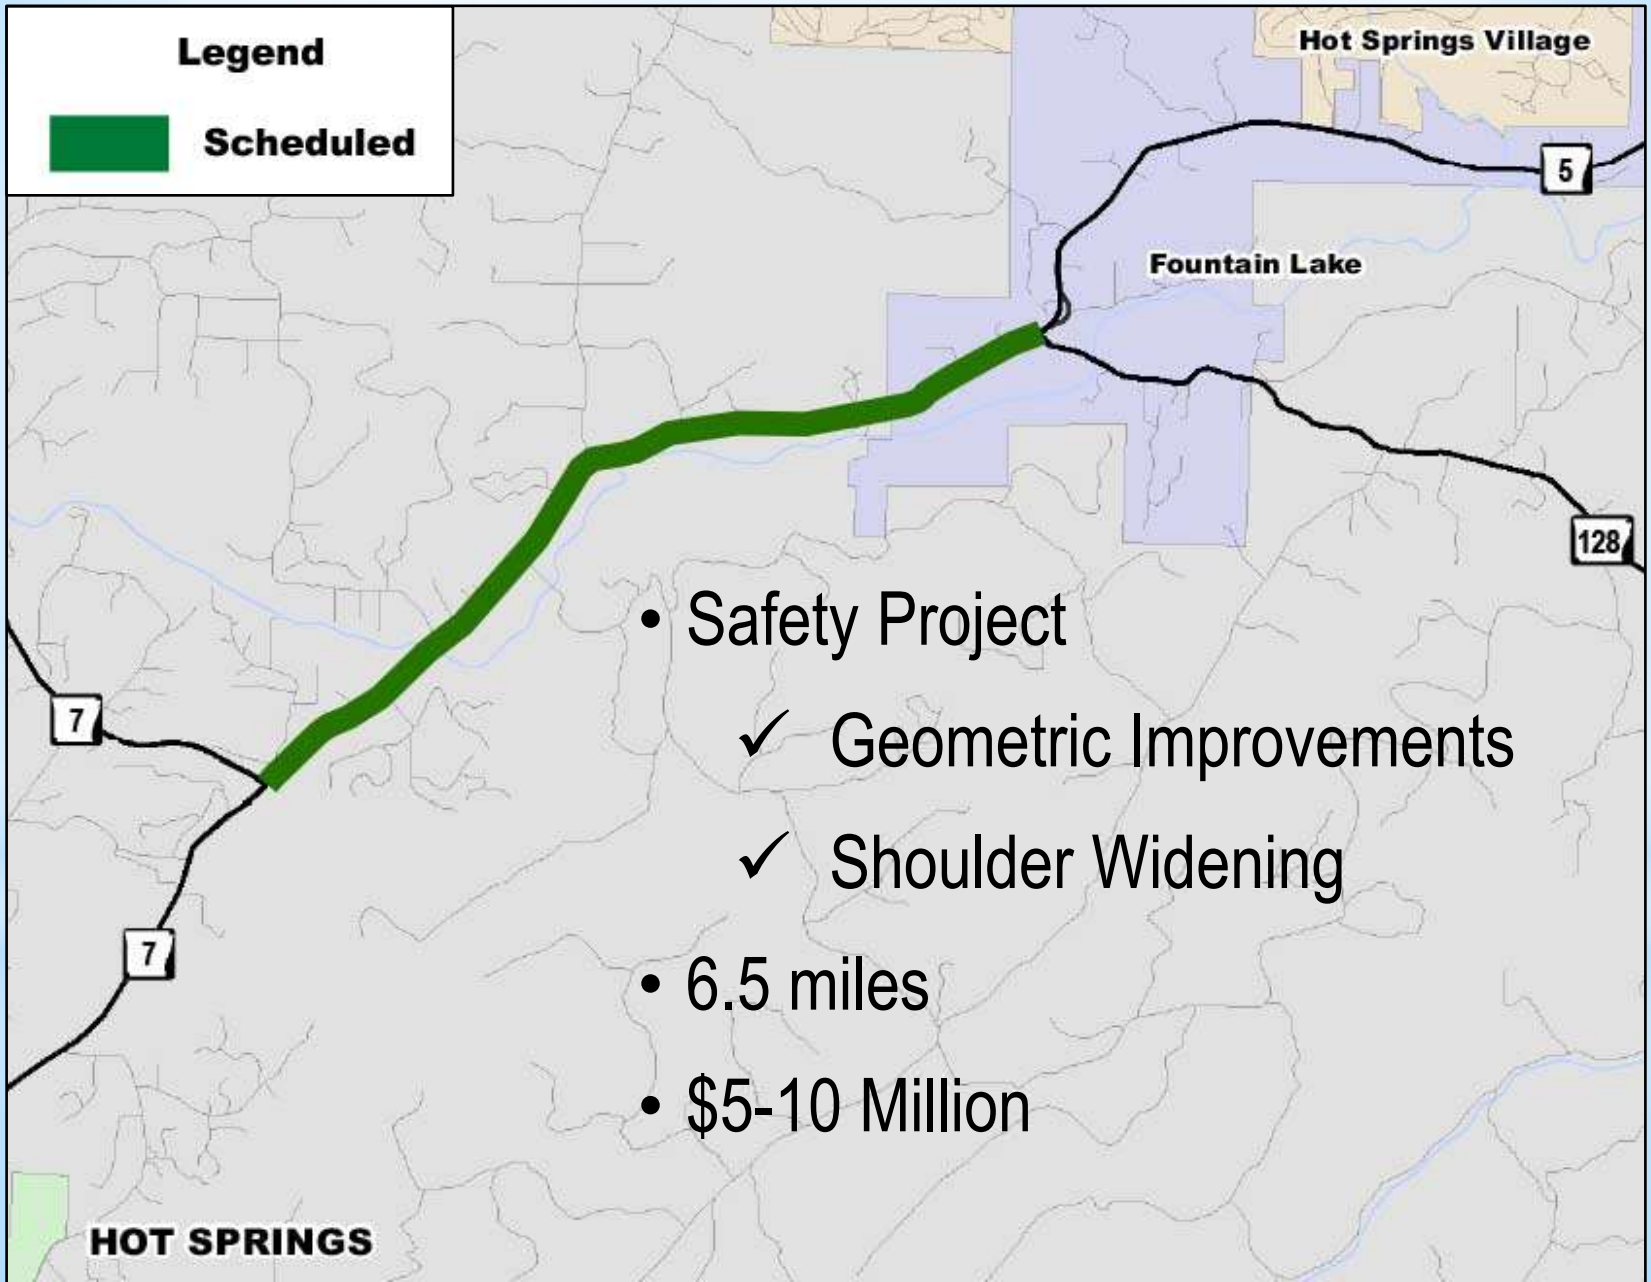 Legend
Scheduled
Hot Springs Village
5
Fountain Lake
128
• Safety Project
✓ Geometric Improvements
7
✓ Shoulder Widening
7
• 6.5 miles
• $5-10 Million
HOT SPRINGS